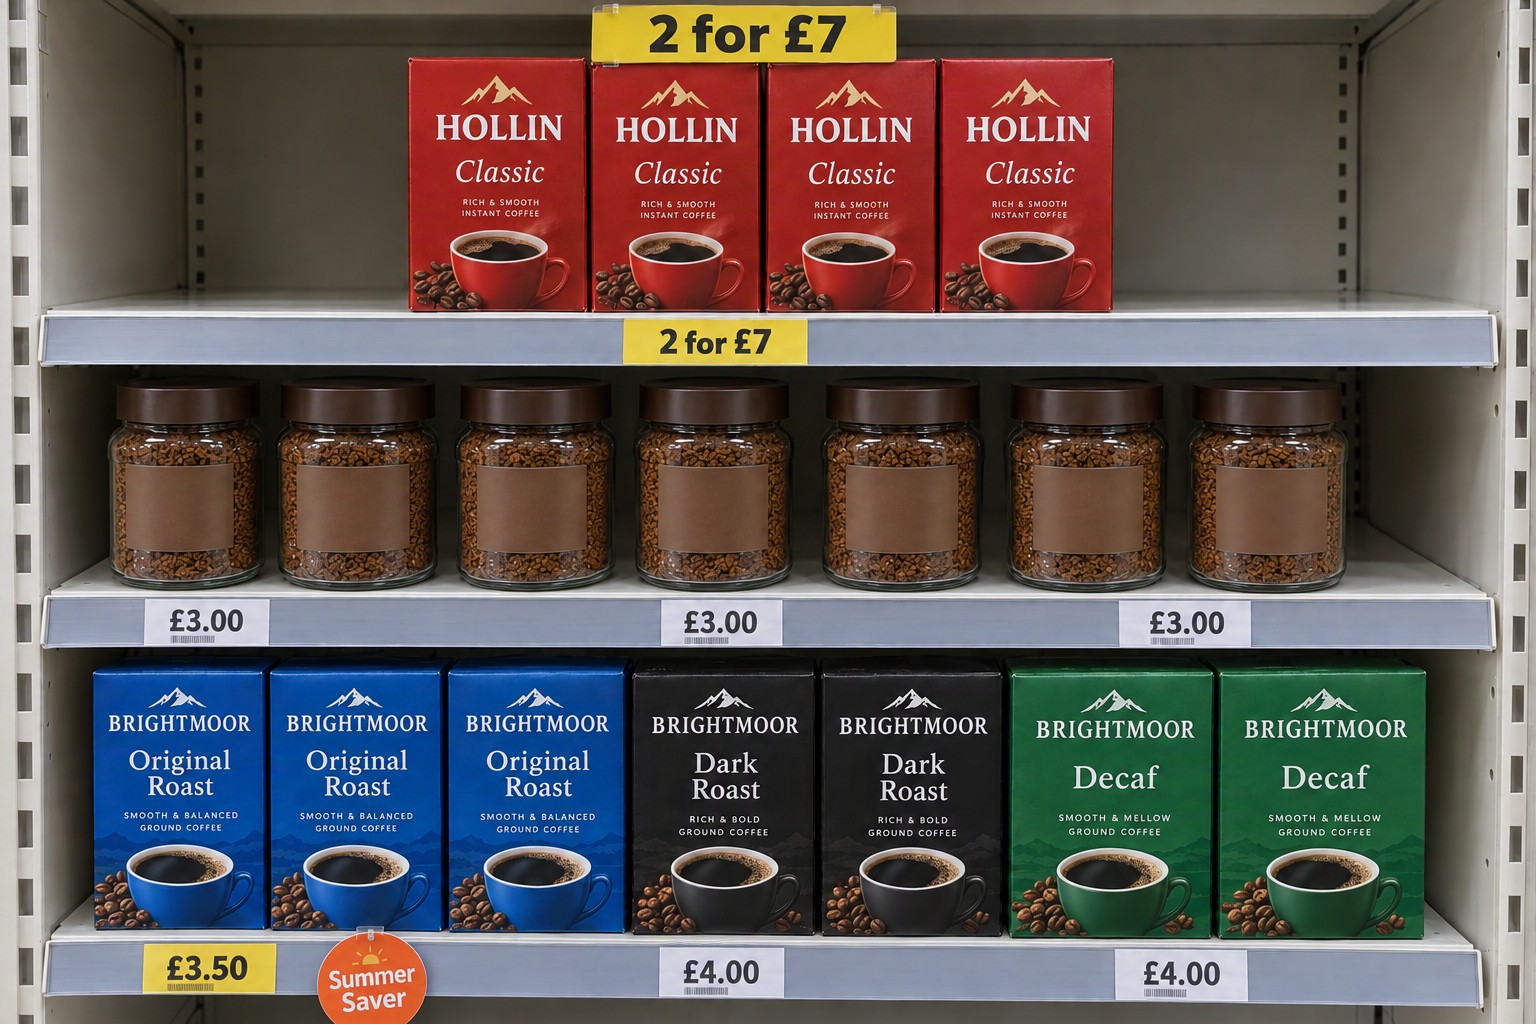 2 for £7
HOLLIN
Classic
RICH & SMOOTH
INSTANT COFFEE
HOLLIN
Classic
RICH & SMOOTH
INSTANT COFFEE
HOLLIN
Classic
RICH & SMOOTH
INSTANT COFFEE
HOLLIN
Classic
RICH & SMOOTH
INSTANT COFFEE
2 for £7
£3.00
£3.00
£3.00
BRIGHTMOOR
Original
Roast
SMOOTH & BALANCED
GROUND COFFEE
BRIGHTMOOR
Original
Roast
SMOOTH & BALANCED
GROUND COFFEE
BRIGHTMOOR
Original
Roast
SMOOTH & BALANCED
GROUND COFFEE
BRIGHTMOOR
Dark
Roast
RICH & BOLD
GROUND COFFEE
BRIGHTMOOR
Dark
Roast
RICH & BOLD
GROUND COFFEE
BRIGHTMOOR
Decaf
SMOOTH & MELLOW
GROUND COFFEE
BRIGHTMOOR
Decaf
SMOOTH & MELLOW
GROUND COFFEE
£3.50
Summer
Saver
£4.00
£4.00